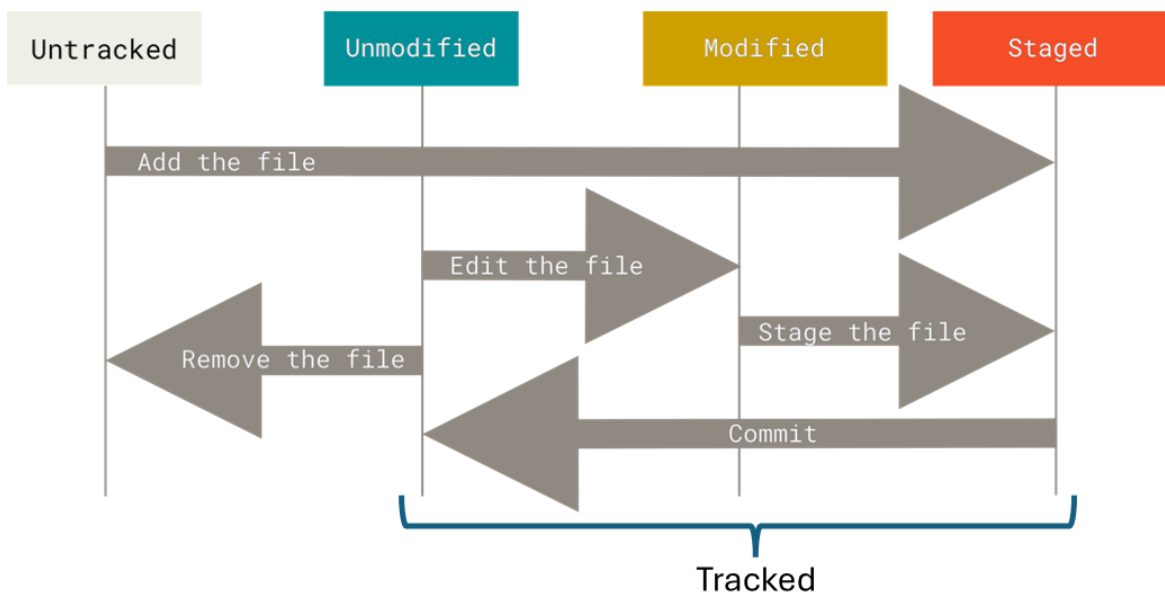 Untracked
Unmodified
Modified
Staged
Add the file
Edit the file
Stage the file
Remove the file
Commit
Tracked